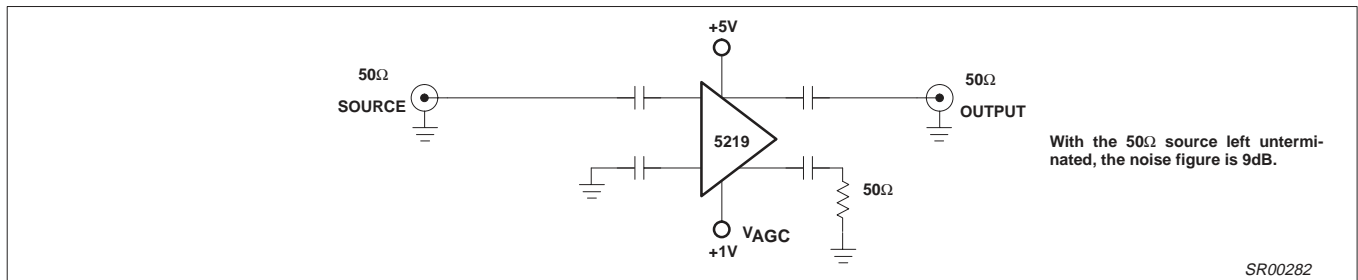 +5V
50Ω
SOURCE
50Ω
OUTPUT
5219
With the 50Ω source left untermi-
nated, the noise figure is 9dB.
50Ω
VAGC
+1V
SR00282